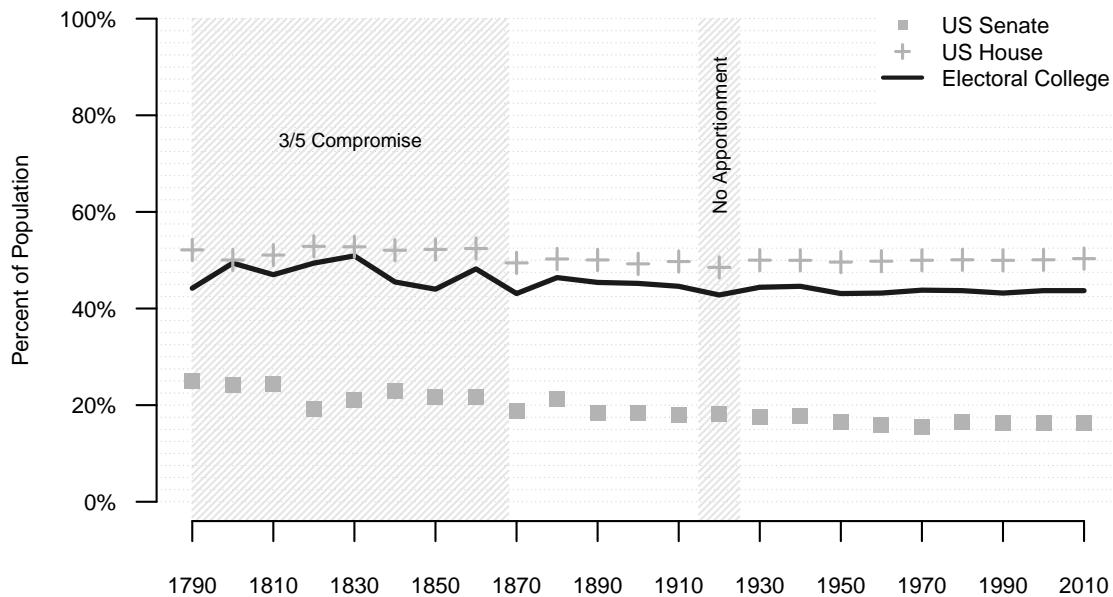 100%
80%
60%
40%
20%
0%
Percent of Population
3/5 Compromise
No Apportionment
US Senate
US House
Electoral College
1790 1810 1830 1850 1870 1890 1910 1930 1950 1970 1990 2010